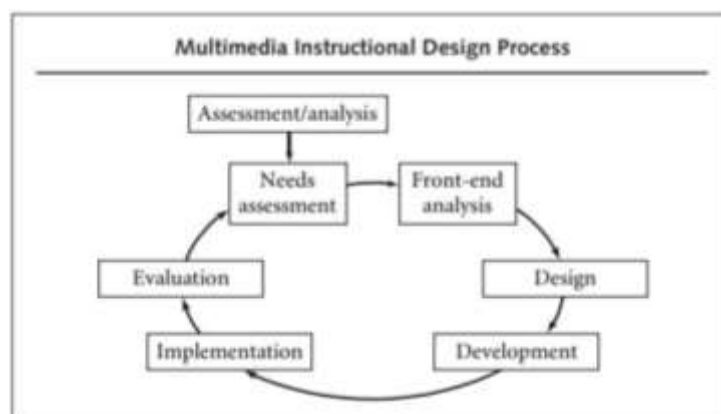 Multimedia Instructional Design Process
Assessment/analysis
Needs
assessment
Front-end
analysis
Evaluation
Design
Implementation
Development